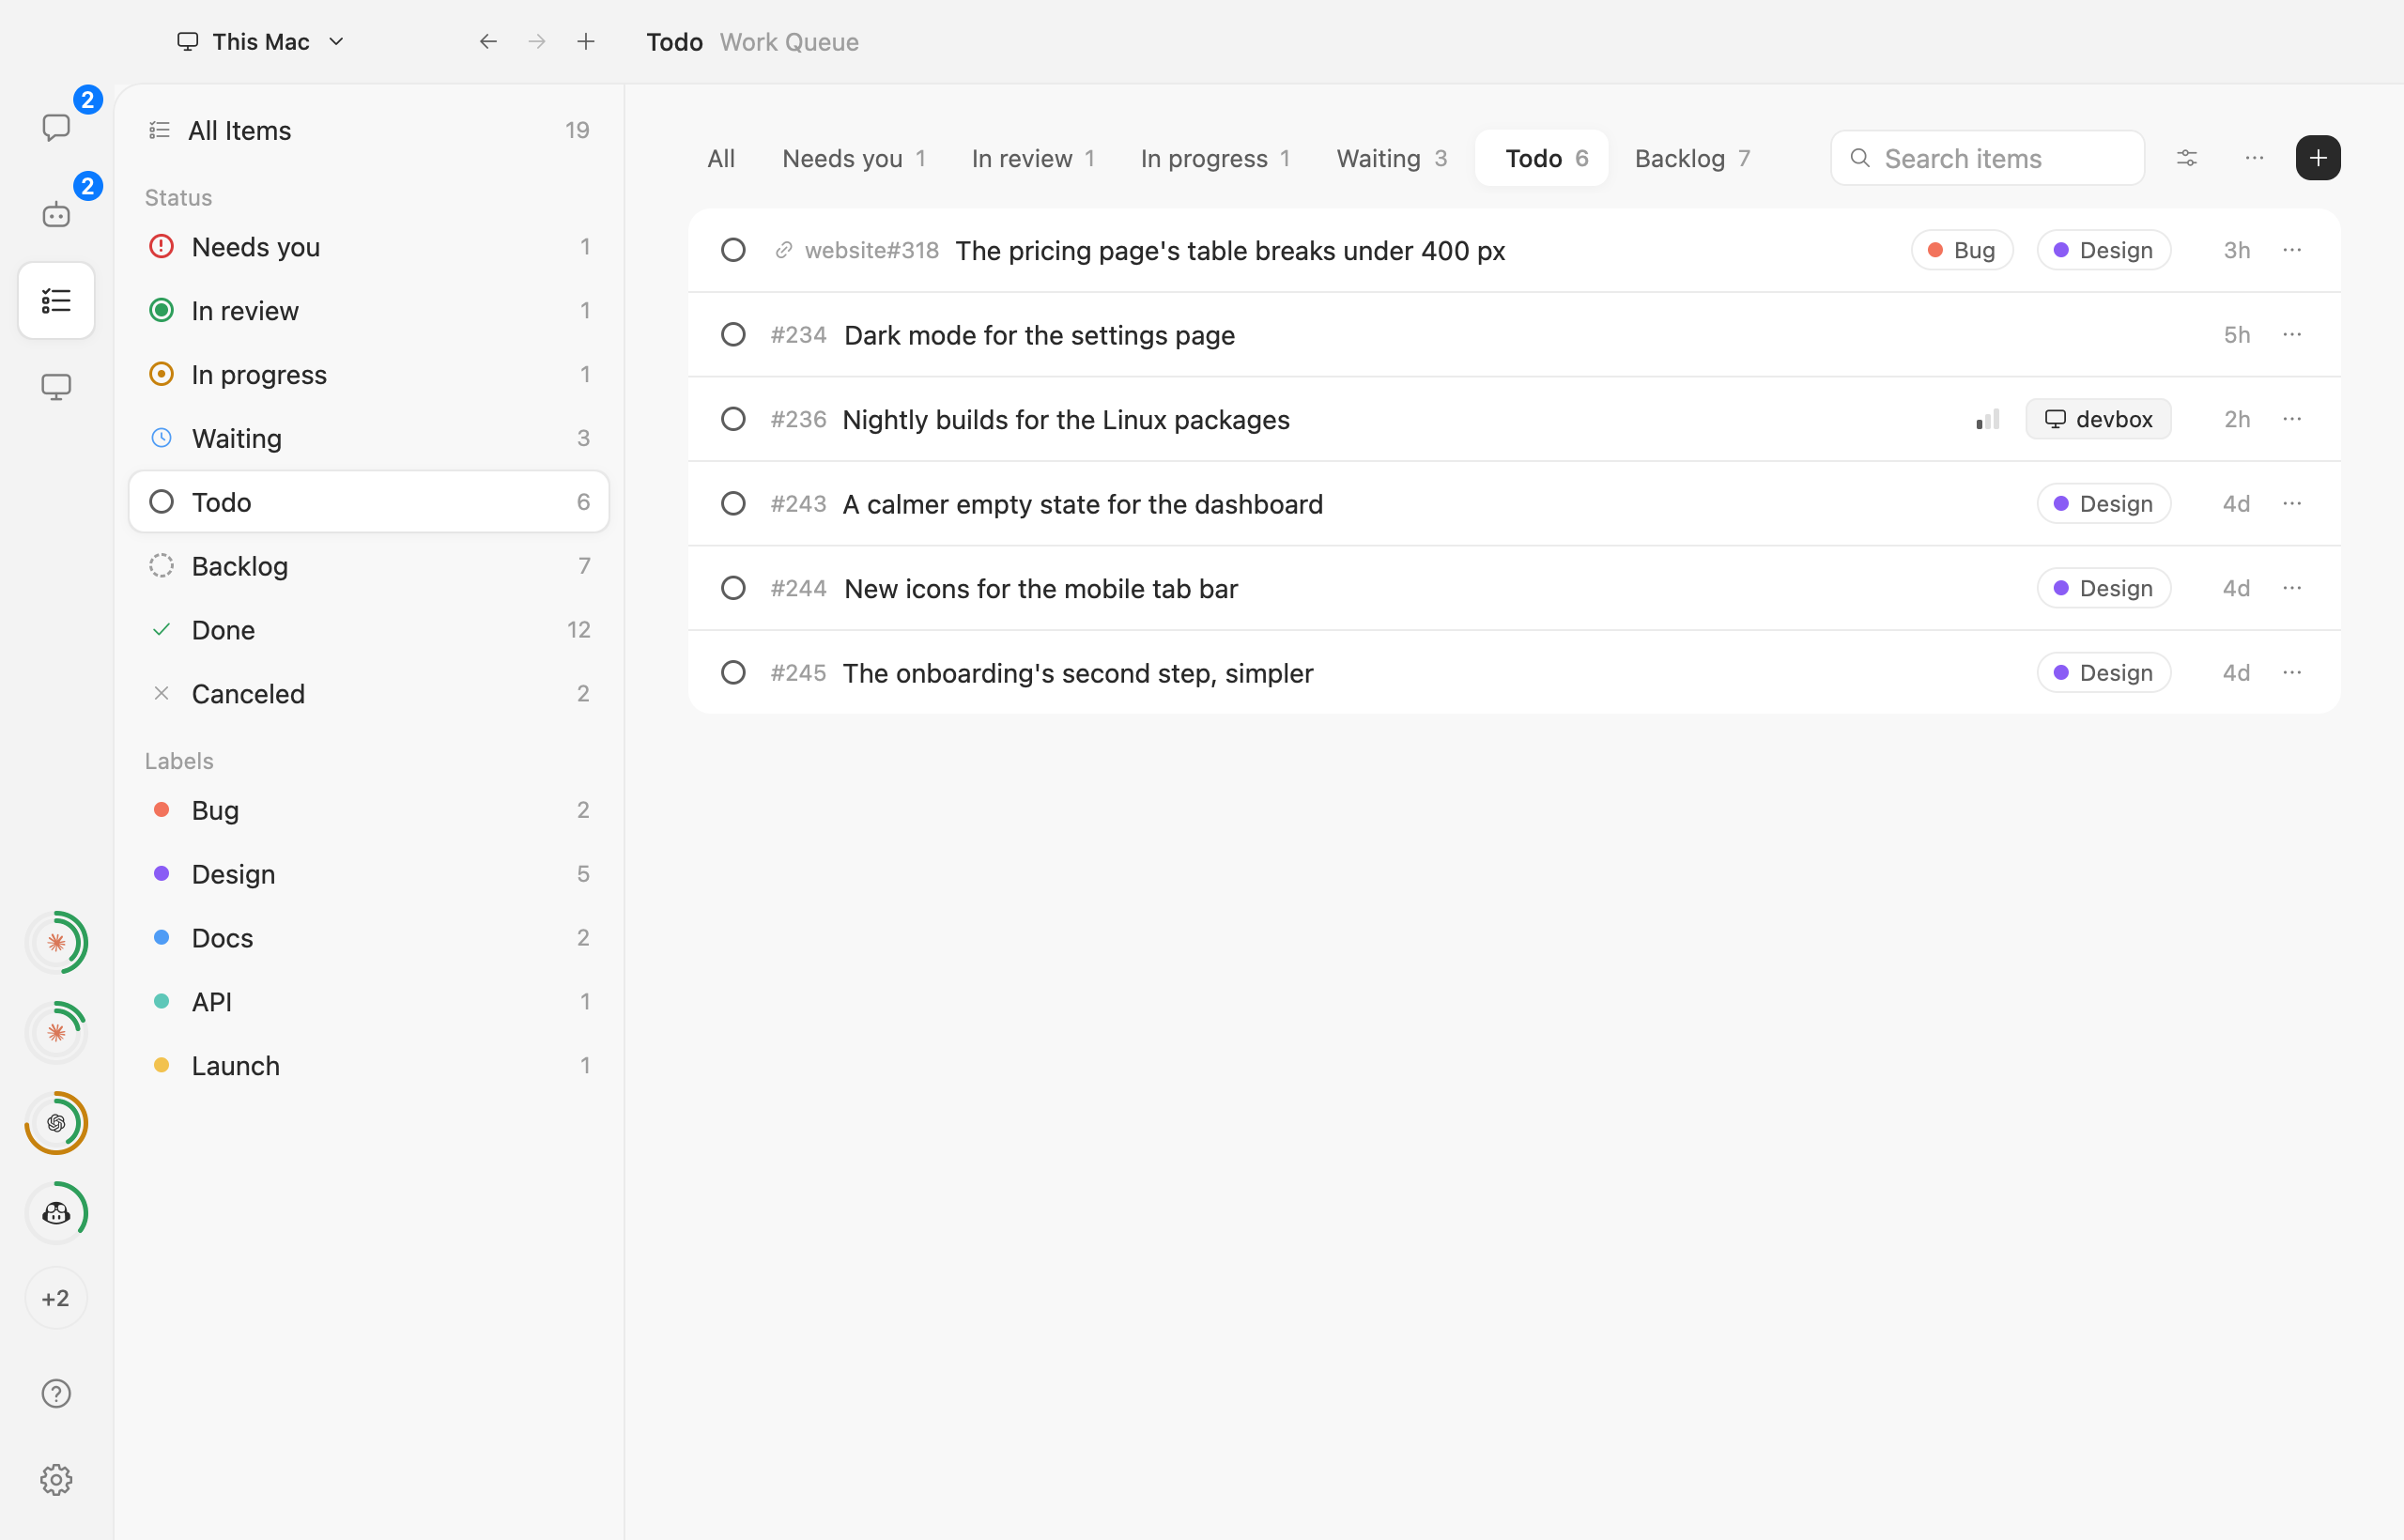 This Mac
Todo Work Queue
2
2
All Items 19
Status
Needs you 1
In review 1
In progress 1
Waiting 3
Todo 6
Backlog 7
Done 12
Canceled 2
Labels
Bug 2
Design 5
Docs 2
API 1
Launch 1
+2
All Needs you 1 In review 1 In progress 1 Waiting 3 Todo 6 Backlog 7 Search items
website#318 The pricing page's table breaks under 400 px Bug Design 3h
#234 Dark mode for the settings page 5h
#236 Nightly builds for the Linux packages devbox 2h
#243 A calmer empty state for the dashboard Design 4d
#244 New icons for the mobile tab bar Design 4d
#245 The onboarding's second step, simpler Design 4d